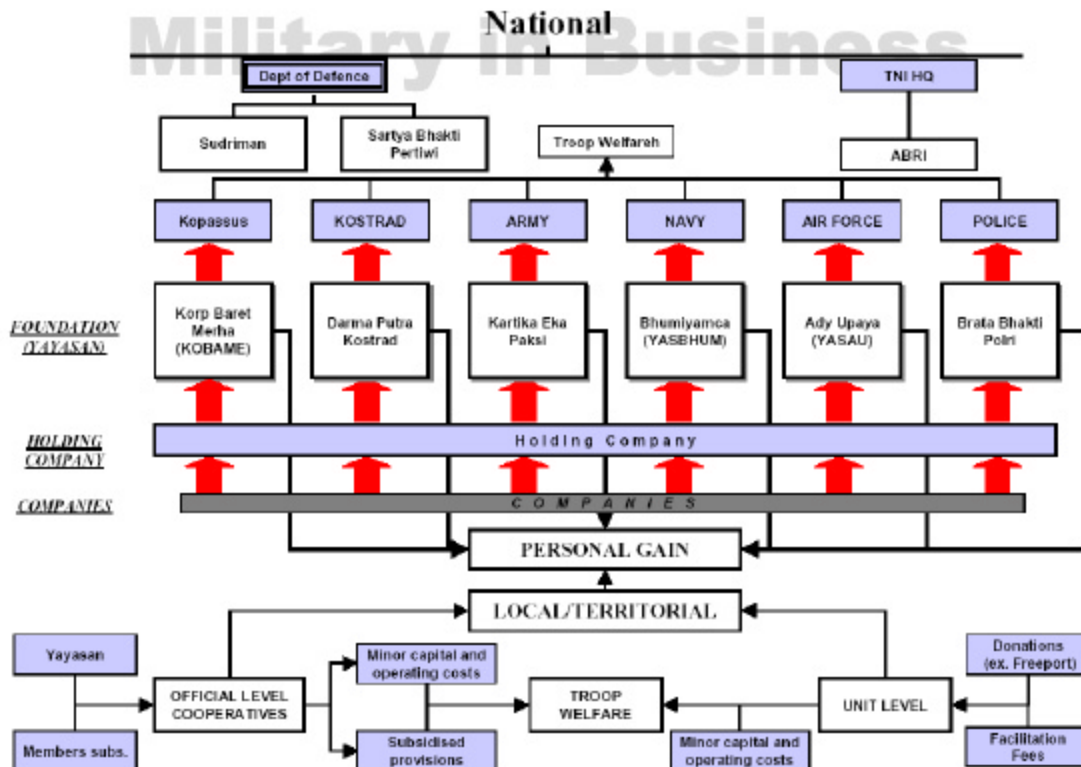 Military in Business
National
Dept of Defence
TNI HQ
Sudriman
Sartya Bhakti
Pertiwi
Troop Welfareh
ABRI
Kopassus
KOSTRAD
ARMY
NAVY
AIR FORCE
POLICE
FOUNDATION
(YAYASAN)
Korp Baret
Merha
(KOBAME)
Darma Putra
Kostrad
Kartika Eka
Paksi
Bhumiyamca
(YASBHUM)
Ady Upaya
(YASAU)
Brata Bhakti
Polri
HOLDING
COMPANY
Holding Company
COMPANIES
COMPANIES
PERSONAL GAIN
LOCAL/TERRITORIAL
Yayasan
Members subs.
OFFICIAL LEVEL
COOPERATIVES
Minor capital and
operating costs
Subsidised
provisions
TROOP
WELFARE
Minor capital and
operating costs
UNIT LEVEL
Donations
(ex. Freeport)
Facilitation
Fees